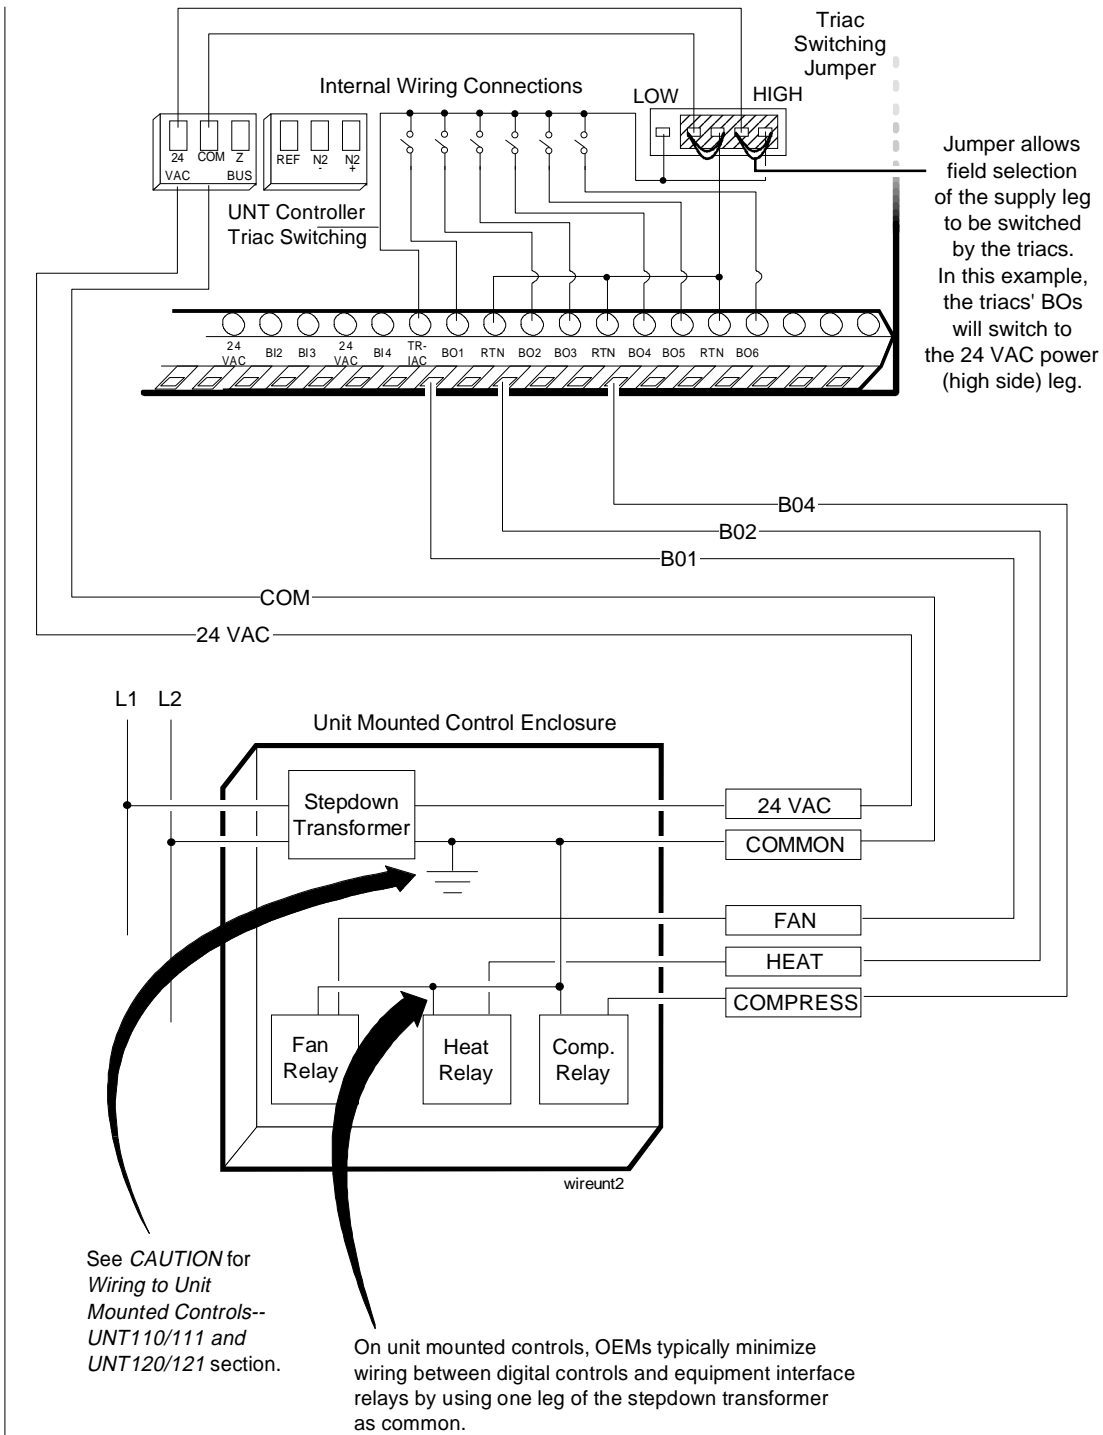 Triac
Switching
Jumper
Internal Wiring Connections
LOW
HIGH
24
VAC
COM
Z
BUS
REF
N2
-
N2
+
UNT Controller
Triac Switching
Jumper allows
field selection
of the supply leg
to be switched
by the triacs.
In this example,
the triacs' BOs
will switch to
the 24 VAC power
(high side) leg.
24
VAC
BI2
BI3
24
VAC
BI4
TR-
IAC
BO1
RTN
BO2
BO3
RTN
BO4
BO5
RTN
BO6
B04
B02
B01
COM
24 VAC
L1
L2
Unit Mounted Control Enclosure
Stepdown
Transformer
24 VAC
COMMON
FAN
HEAT
COMPRESS
Fan
Relay
Heat
Relay
Comp.
Relay
wireunt2
See CAUTION for
Wiring to Unit
Mounted Controls--
UNT110/111 and
UNT120/121 section.
On unit mounted controls, OEMs typically minimize
wiring between digital controls and equipment interface
relays by using one leg of the stepdown transformer
as common.